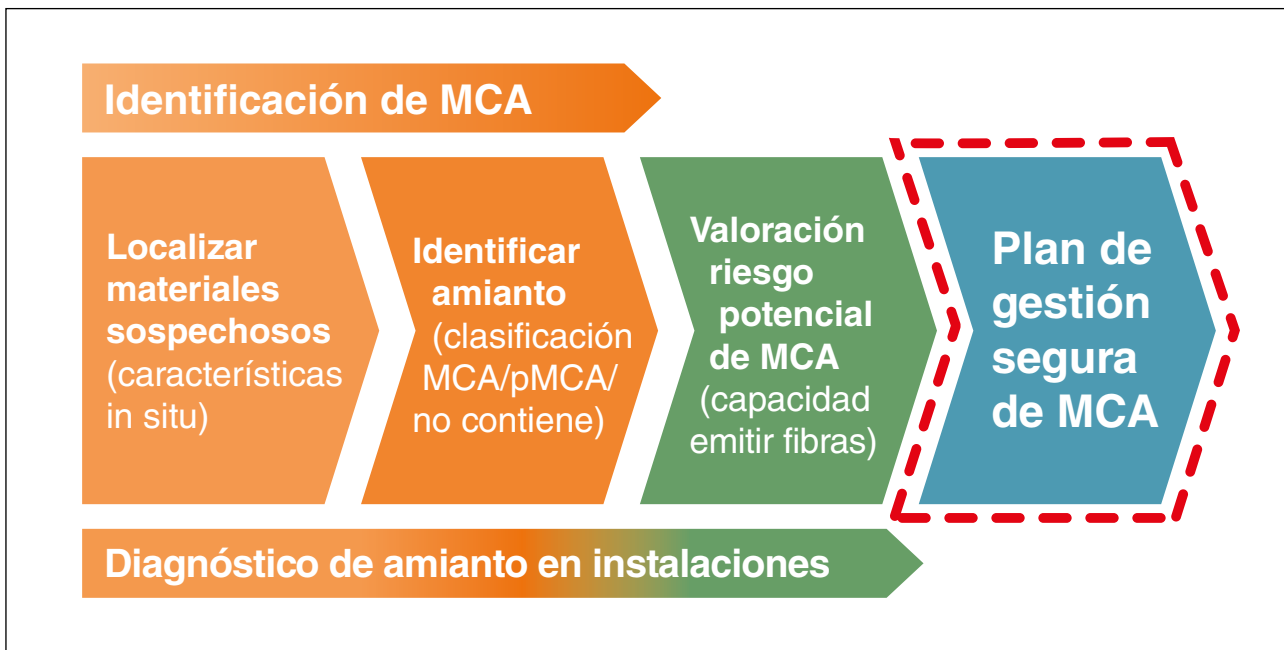 Identificación de MCA
Localizar
materiales
sospechosos
(características
in situ)
Identificar
amianto
(clasificación
MCA/pMCA/
no contiene)
Valoración
riesgo
potencial
de MCA
(capacidad
emitir fibras)
Plan de
gestión
segura
de MCA
Diagnóstico de amianto en instalaciones